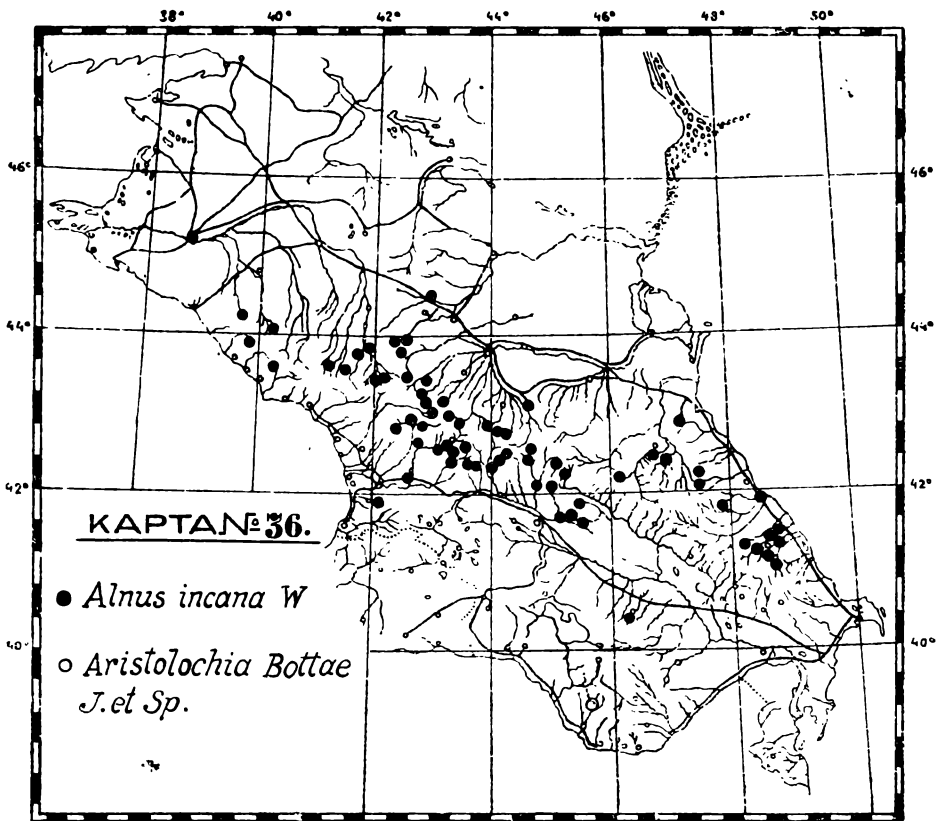 38° 40° 42° 44° 46° 48° 50°
46° 46°
44° 44°
42° 42°
КАРТА № 36.
Alnus incana W
Aristolochia Bottae
J. et Sp.
40° 40°